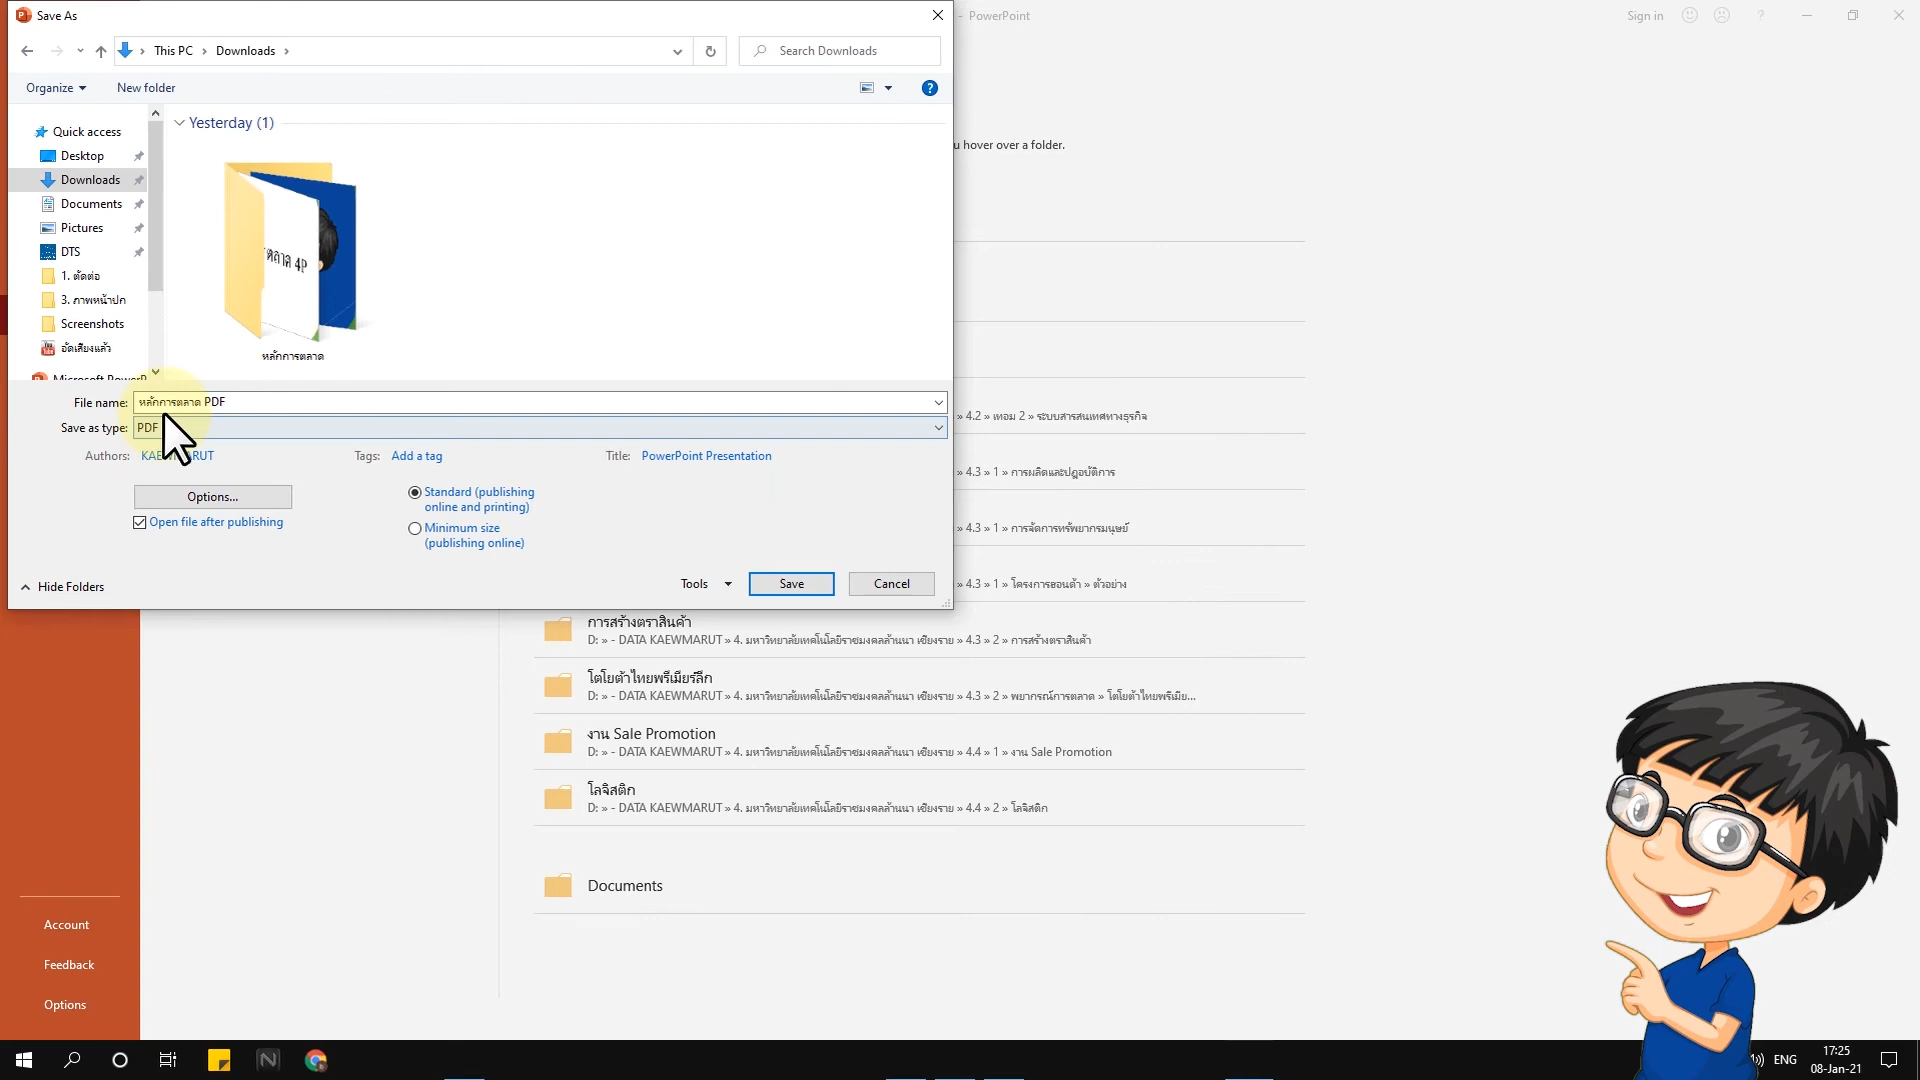 Save As
- PowerPoint
Sign in
?
This PC
Downloads
Search Downloads
Organize
New folder
?
Quick access
Desktop
Downloads
Documents
Pictures
DTS
1. ตัดต่อ
3. ภาพหน้าปก
Screenshots
อัดเสียงแล้ว
Microsoft PowerP
Yesterday (1)
ตลาด 4P
หลักการตลาด
u hover over a folder.
File name: หลักการตลาด PDF
Save as type: PDF
Authors: KAEWMARUT
Tags: Add a tag
Title: PowerPoint Presentation
Options...
Open file after publishing
Standard (publishing
online and printing)
Minimum size
(publishing online)
Hide Folders
Tools
Save
Cancel
» 4.2 » เทอม 2 » ระบบสารสนเทศทางธุรกิจ
» 4.3 » 1 » การผลิตและปฏิบัติการ
» 4.3 » 1 » การจัดการทรัพยากรมนุษย์
» 4.3 » 1 » โครงการฮอนด้า » ตัวอย่าง
การสร้างตราสินค้า
D: » - DATA KAEWMARUT » 4. มหาวิทยาลัยเทคโนโลยีราชมงคลล้านนา เชียงราย » 4.3 » 2 » การสร้างตราสินค้า
โตโยต้าไทยพรีเมียร์ลีก
D: » - DATA KAEWMARUT » 4. มหาวิทยาลัยเทคโนโลยีราชมงคลล้านนา เชียงราย » 4.3 » 2 » พยากรณ์การตลาด » โตโยต้าไทยพรีเมีย...
งาน Sale Promotion
D: » - DATA KAEWMARUT » 4. มหาวิทยาลัยเทคโนโลยีราชมงคลล้านนา เชียงราย » 4.4 » 1 » งาน Sale Promotion
โลจิสติก
D: » - DATA KAEWMARUT » 4. มหาวิทยาลัยเทคโนโลยีราชมงคลล้านนา เชียงราย » 4.4 » 2 » โลจิสติก
Documents
Account
Feedback
Options
ENG
17:25
08-Jan-21